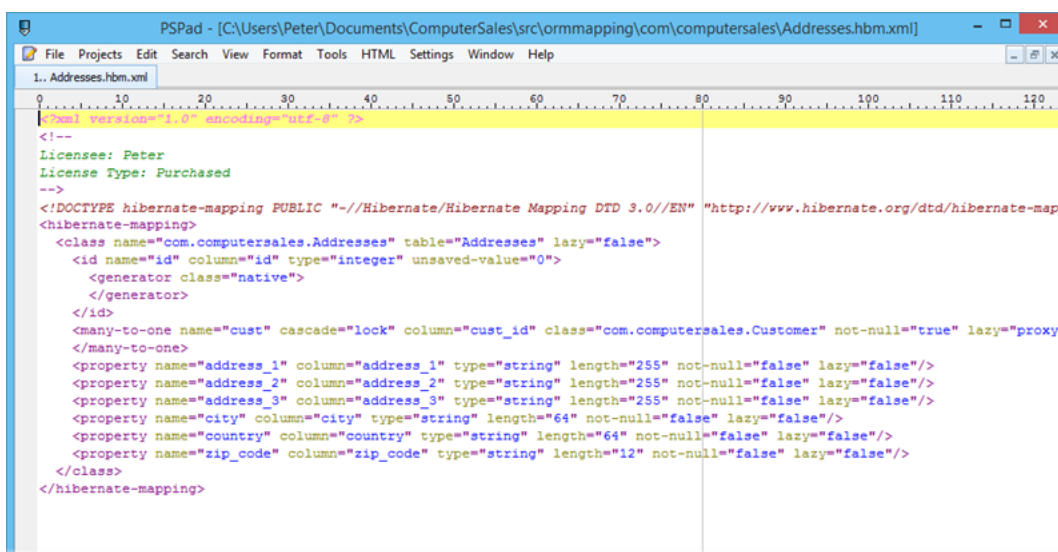 PSPad - [C:\Users\Peter\Documents\ComputerSales\src\ormmapping\com\computersales\Addresses.hbm.xml]
File Projects Edit Search View Format Tools HTML Settings Window Help
1.. Addresses.hbm.xml
0 10 20 30 40 50 60 70 80 90 100 110 120
<?xml version="1.0" encoding="utf-8" ?>
<!--
Licensee: Peter
License Type: Purchased
-->
<!DOCTYPE hibernate-mapping PUBLIC "-//Hibernate/Hibernate Mapping DTD 3.0//EN" "http://www.hibernate.org/dtd/hibernate-map
<hibernate-mapping>
<class name="com.computersales.Addresses" table="Addresses" lazy="false">
<id name="id" column="id" type="integer" unsaved-value="0">
<generator class="native">
</generator>
</id>
<many-to-one name="cust" cascade="lock" column="cust_id" class="com.computersales.Customer" not-null="true" lazy="proxy
</many-to-one>
<property name="address_1" column="address_1" type="string" length="255" not-null="false" lazy="false"/>
<property name="address_2" column="address_2" type="string" length="255" not-null="false" lazy="false"/>
<property name="address_3" column="address_3" type="string" length="255" not-null="false" lazy="false"/>
<property name="city" column="city" type="string" length="64" not-null="false" lazy="false"/>
<property name="country" column="country" type="string" length="64" not-null="false" lazy="false"/>
<property name="zip_code" column="zip_code" type="string" length="12" not-null="false" lazy="false"/>
</class>
</hibernate-mapping>